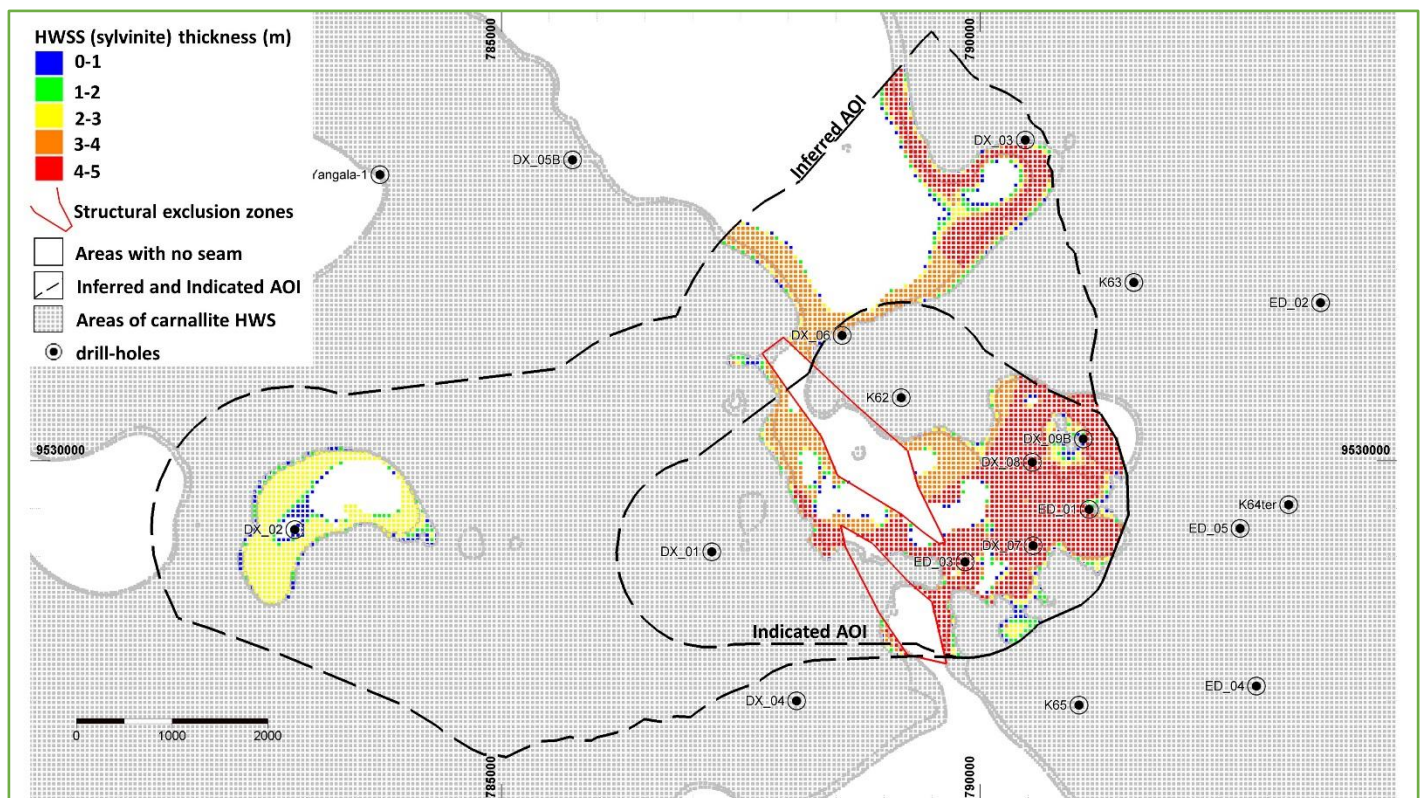 HWSS (sylvinite) thickness (m)
0-1
1-2
2-3
3-4
4-5
Structural exclusion zones
Areas with no seam
Inferred and Indicated AOI
Areas of carnallite HWS
drill-holes
785000
790000
Inferred AOI
DX_03
DX_05B
Yangala-1
K63
ED_02
DX_06
K62
DX_09B
9530000
9530000
DX_08
K64ter
ED_01
ED_05
DX_02
DX_07
DX_01
ED_03
Indicated AOI
ED_04
DX_04
K65
0 1000 2000
785000
790000